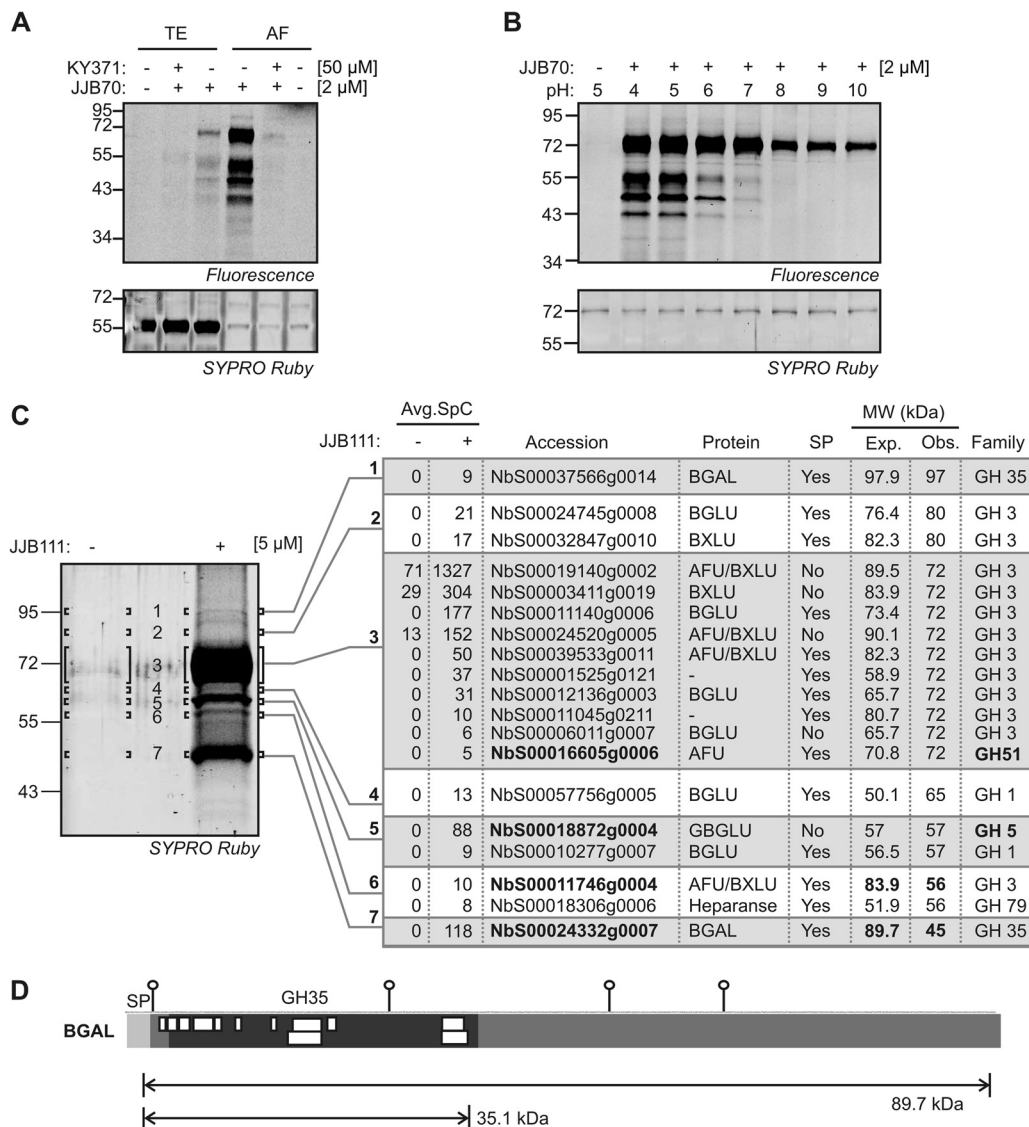 A
TE AF
KY371: - + - - + - [50 µM]
JJB70: - + + + + - [2 µM]
95
72
55
43
34
Fluorescence
72
55
SYPRO Ruby
B
JJB70: - + + + + + + + [2 µM]
pH: 5 4 5 6 7 8 9 10
95
72
55
43
34
Fluorescence
72
55
SYPRO Ruby
C
JJB111: - + [5 µM]
95
72
55
43
1
2
3
4
5
6
7
SYPRO Ruby
Avg.SpC MW (kDa)
JJB111: - + Accession Protein SP Exp. Obs. Family
1 0 9 NbS00037566g0014 BGAL Yes 97.9 97 GH 35
2 0 21 NbS00024745g0008 BGLU Yes 76.4 80 GH 3
0 17 NbS00032847g0010 BXLU Yes 82.3 80 GH 3
3 71 1327 NbS00019140g0002 AFU/BXLU No 89.5 72 GH 3
29 304 NbS00003411g0019 BXLU No 83.9 72 GH 3
0 177 NbS00011140g0006 BGLU Yes 73.4 72 GH 3
13 152 NbS00024520g0005 AFU/BXLU No 90.1 72 GH 3
0 50 NbS00039533g0011 AFU/BXLU Yes 82.3 72 GH 3
0 37 NbS00001525g0121 - Yes 58.9 72 GH 3
0 31 NbS00012136g0003 BGLU Yes 65.7 72 GH 3
0 10 NbS00011045g0211 - Yes 80.7 72 GH 3
0 6 NbS00006011g0007 BGLU No 65.7 72 GH 3
0 5 NbS00016605g0006 AFU Yes 70.8 72 GH51
4 0 13 NbS00057756g0005 BGLU Yes 50.1 65 GH 1
5 0 88 NbS00018872g0004 GBGLU No 57 57 GH 5
0 9 NbS00010277g0007 BGLU Yes 56.5 57 GH 1
6 0 10 NbS00011746g0004 AFU/BXLU Yes 83.9 56 GH 3
0 8 NbS00018306g0006 Heparanse Yes 51.9 56 GH 79
7 0 118 NbS00024332g0007 BGAL Yes 89.7 45 GH 35
D
SP GH35
BGAL
89.7 kDa
35.1 kDa